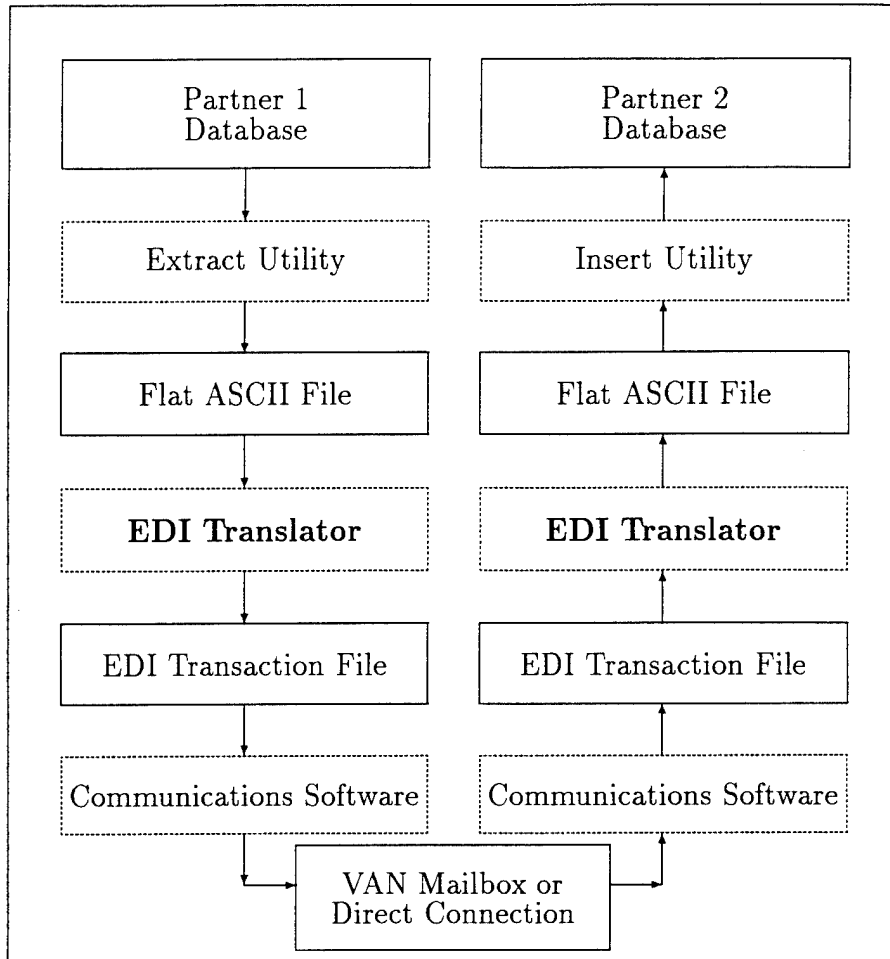 Partner 1
Database
Extract Utility
Flat ASCII File
EDI Translator
EDI Transaction File
Communications Software
VAN Mailbox or
Direct Connection
Partner 2
Database
Insert Utility
Flat ASCII File
EDI Translator
EDI Transaction File
Communications Software